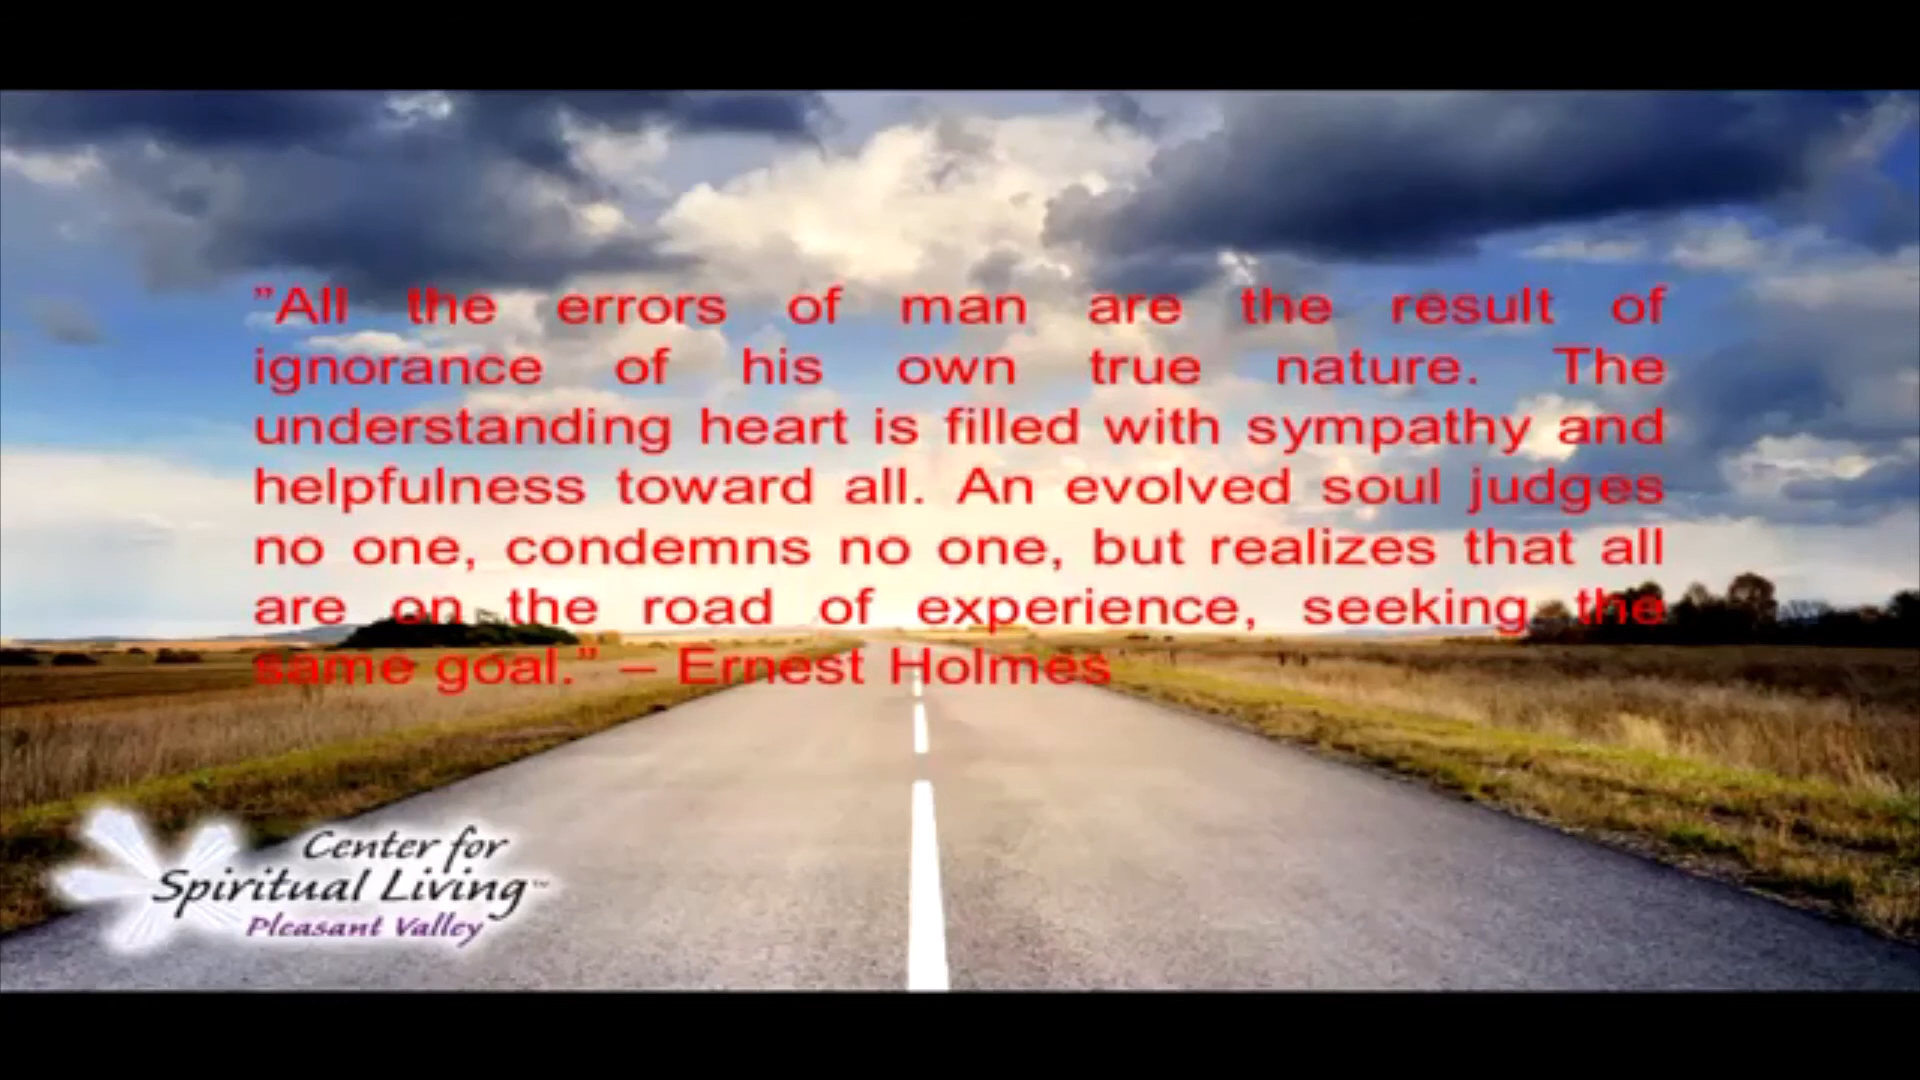 ”All the errors of man are the result of
ignorance of his own true nature. The
understanding heart is filled with sympathy and
helpfulness toward all. An evolved soul judges
no one, condemns no one, but realizes that all
are on the road of experience, seeking the
same goal.” – Ernest Holmes
Center for
Spiritual Living™
Pleasant Valley